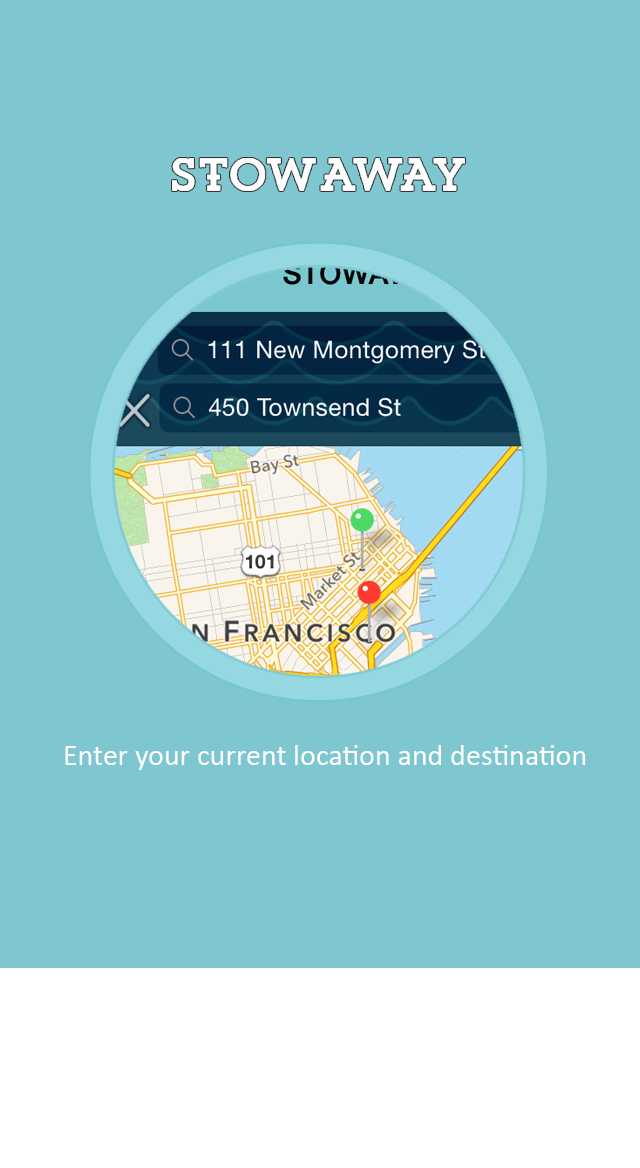 STOWAWAY
STOWA
111 New Montgomery St
450 Townsend St
Bay St
101
Market St
N FRANCISCO
Enter your current location and destination